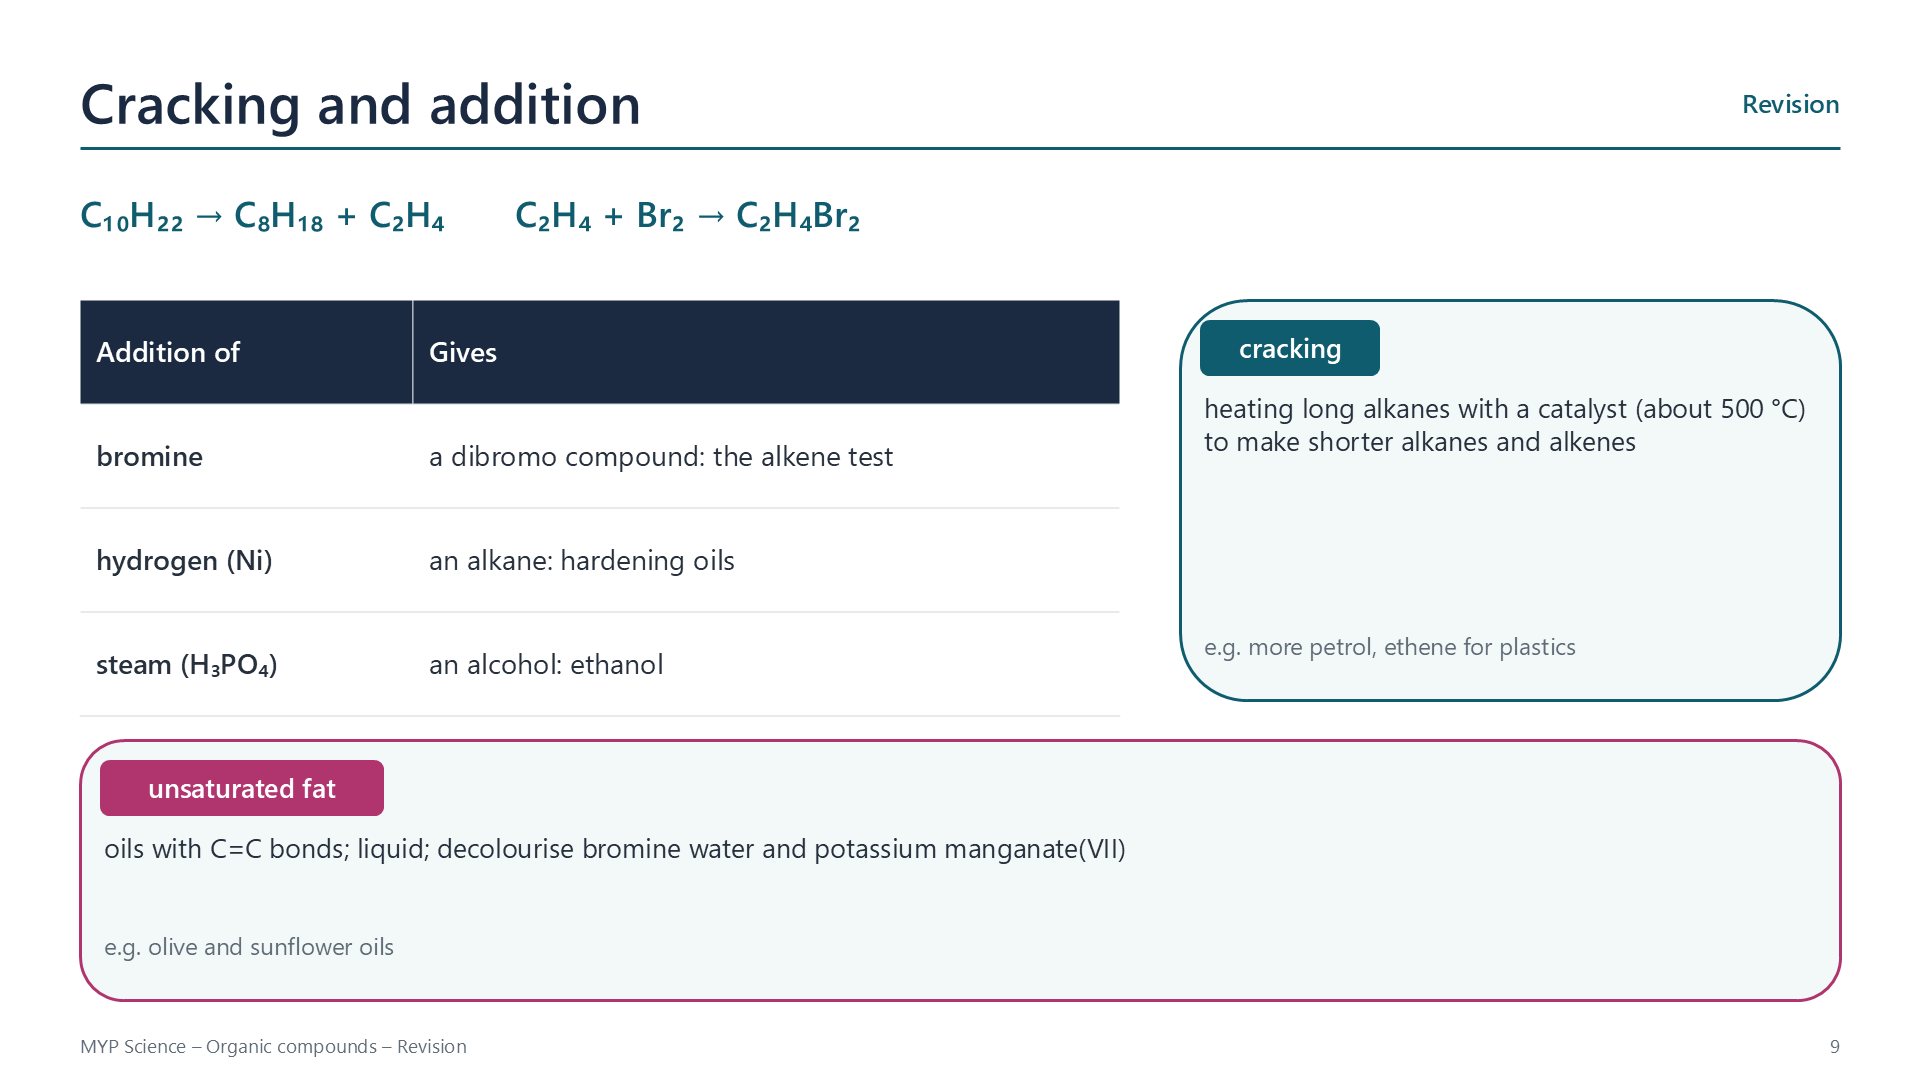 Cracking and addition
Revision
C₁₀H₂₂ → C₈H₁₈ + C₂H₄  C₂H₄ + Br₂ → C₂H₄Br₂
Addition of  Gives
bromine  a dibromo compound: the alkene test
hydrogen (Ni)  an alkane: hardening oils
steam (H₃PO₄)  an alcohol: ethanol
cracking
heating long alkanes with a catalyst (about 500 °C)
to make shorter alkanes and alkenes
e.g. more petrol, ethene for plastics
unsaturated fat
oils with C=C bonds; liquid; decolourise bromine water and potassium manganate(VII)
e.g. olive and sunflower oils
MYP Science – Organic compounds – Revision
9